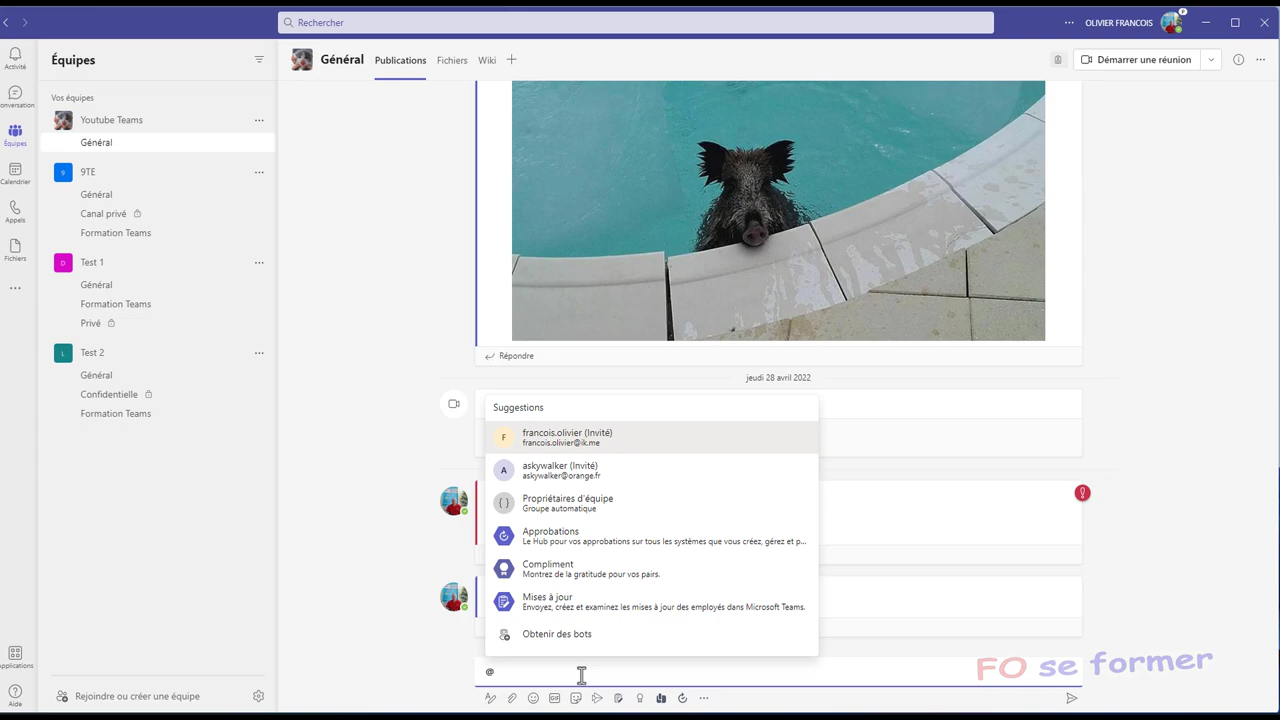 Rechercher
OLIVIER FRANCOIS
P
Activité
onversation
Équipes
Calendrier
Appels
Fichiers
pplications
Aide
Équipes
Vos équipes
Youtube Teams
Général
9
9TE
Général
Canal privé
Formation Teams
D
Test 1
Général
Formation Teams
Privé
L
Test 2
Général
Confidentielle
Formation Teams
Rejoindre ou créer une équipe
Général
Publications
Fichiers
Wiki
Démarrer une réunion
Répondre
jeudi 28 avril 2022
Suggestions
F
francois.olivier (Invité)
francois.olivier@ik.me
A
askywalker (Invité)
askywalker@orange.fr
Propriétaires d'équipe
Groupe automatique
Approbations
Le Hub pour vos approbations sur tous les systèmes que vous créez, gérez et p...
Compliment
Montrez de la gratitude pour vos pairs.
Mises à jour
Envoyez, créez et examinez les mises à jour des employés dans Microsoft Teams.
Obtenir des bots
@
GIF
FO se former